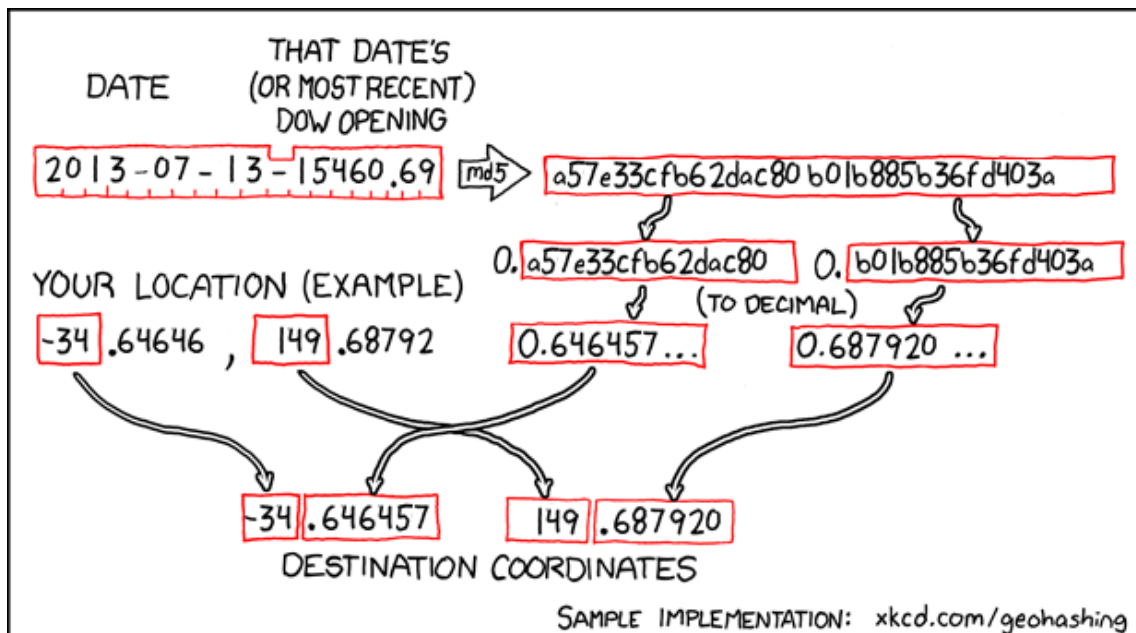 THAT DATE'S
(OR MOST RECENT)
DOW OPENING
DATE
2013-07-13-15460.69
md5
a57e33cfb62dac80b01b885b36fd403a
0. a57e33cfb62dac80
0. b01b885b36fd403a
(TO DECIMAL)
0.646457...
0.687920 ...
YOUR LOCATION (EXAMPLE)
-34.64646, 149.68792
-34.646457
149.687920
DESTINATION COORDINATES
SAMPLE IMPLEMENTATION: xkcd.com/geohashing